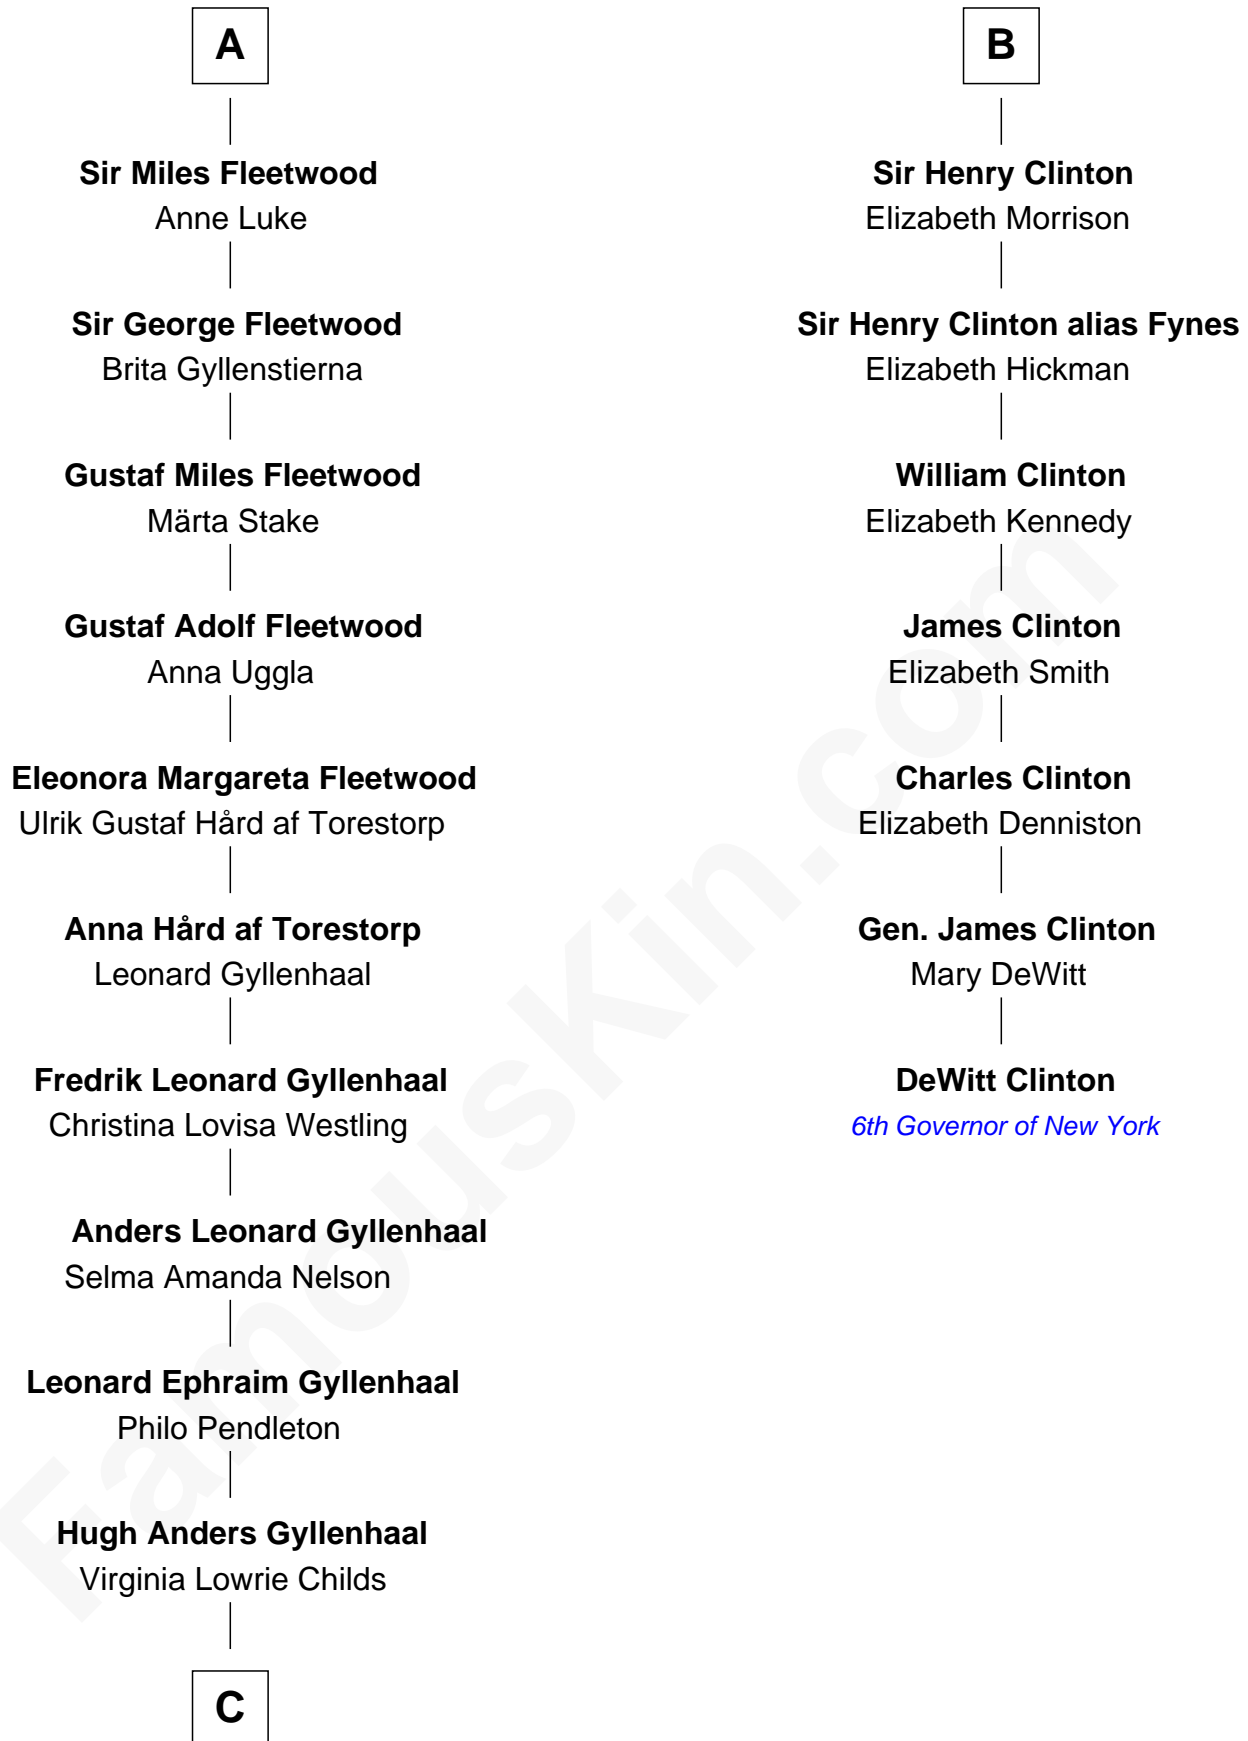 A
Sir Miles Fleetwood
Anne Luke
Sir George Fleetwood
Brita Gyllenstierna
Gustaf Miles Fleetwood
Märta Stake
Gustaf Adolf Fleetwood
Anna Uggla
Eleonora Margareta Fleetwood
Ulrik Gustaf Hård af Torestorp
Anna Hård af Torestorp
Leonard Gyllenhaal
Fredrik Leonard Gyllenhaal
Christina Lovisa Westling
Anders Leonard Gyllenhaal
Selma Amanda Nelson
Leonard Ephraim Gyllenhaal
Philo Pendleton
Hugh Anders Gyllenhaal
Virginia Lowrie Childs
C
B
Sir Henry Clinton
Elizabeth Morrison
Sir Henry Clinton alias Fynes
Elizabeth Hickman
William Clinton
Elizabeth Kennedy
James Clinton
Elizabeth Smith
Charles Clinton
Elizabeth Denniston
Gen. James Clinton
Mary DeWitt
DeWitt Clinton
6th Governor of New York
FamousKin.com